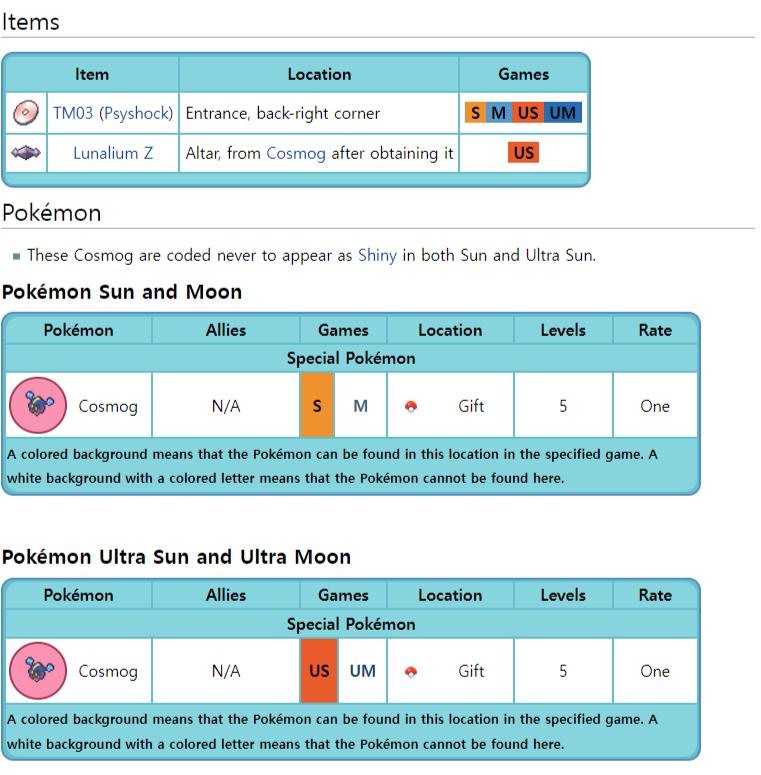 Items
Item Location Games
TM03 (Psyshock) Entrance, back-right corner S M US UM
Lunalium Z Altar, from Cosmog after obtaining it US
Pokémon
These Cosmog are coded never to appear as Shiny in both Sun and Ultra Sun.
Pokémon Sun and Moon
Pokémon Allies Games Location Levels Rate
Special Pokémon
Cosmog N/A S M Gift 5 One
A colored background means that the Pokémon can be found in this location in the specified game. A
white background with a colored letter means that the Pokémon cannot be found here.
Pokémon Ultra Sun and Ultra Moon
Pokémon Allies Games Location Levels Rate
Special Pokémon
Cosmog N/A US UM Gift 5 One
A colored background means that the Pokémon can be found in this location in the specified game. A
white background with a colored letter means that the Pokémon cannot be found here.